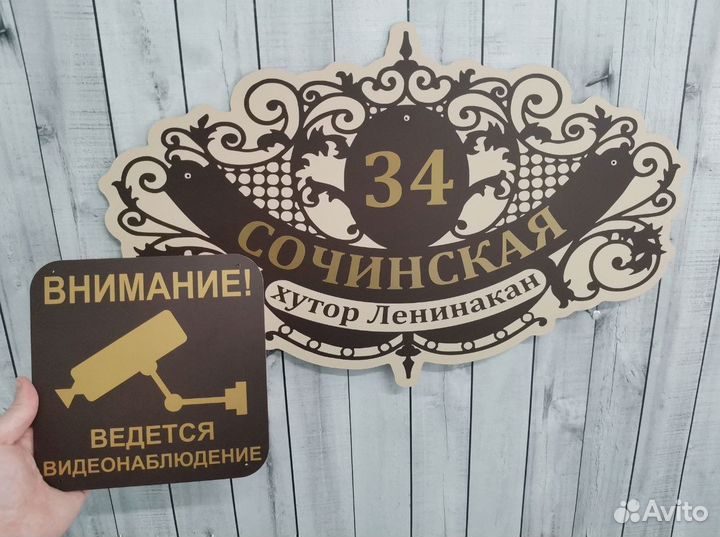 34
СОЧИНСКАЯ
хутор Ленинакан
ВНИМАНИЕ!
ВЕДЕТСЯ
ВИДЕОНАБЛЮДЕНИЕ
Avito